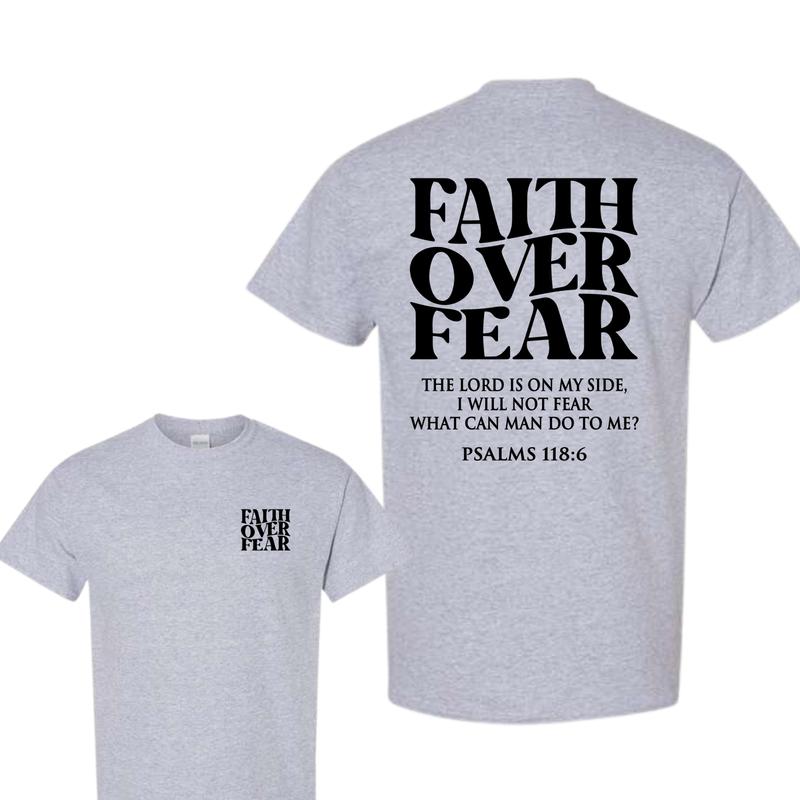 FAITH
OVER
FEAR
THE LORD IS ON MY SIDE,
I WILL NOT FEAR
WHAT CAN MAN DO TO ME?
PSALMS 118:6
FAITH
OVER
FEAR